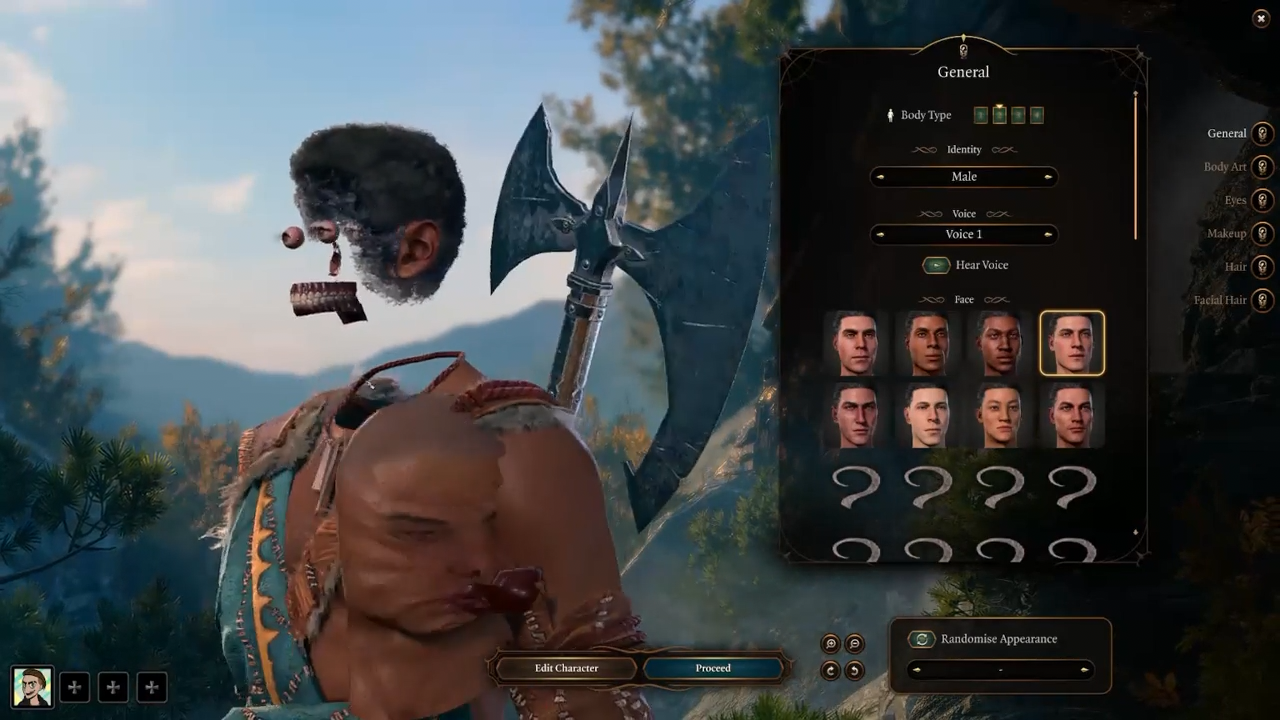 General
Body Type
Identity
Male
Voice
Voice 1
Hear Voice
Face
General
Body Art
Eyes
Makeup
Hair
Facial Hair
Randomise Appearance
-
Edit Character
Proceed